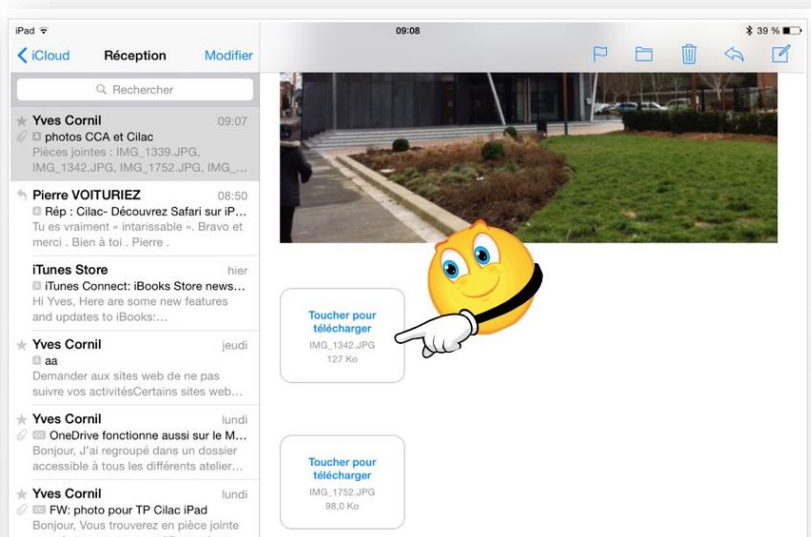 iPad 09:08 39 %
iCloud Réception Modifier
Rechercher
Yves Cornil 09:07
photos CCA et Cilac
Pièces jointes : IMG_1339.JPG,
IMG_1342.JPG, IMG_1752.JPG, IMG_...
Pierre VOITURIEZ 08:50
Rép : Cilac- Découvrez Safari sur iP...
Tu es vraiment « intarissable ». Bravo et
merci . Bien à toi . Pierre .
iTunes Store hier
iTunes Connect: iBooks Store news...
Hi Yves, Here are some new features
and updates to iBooks:...
Yves Cornil jeudi
aa
Demander aux sites web de ne pas
suivre vos activitésCertains sites web...
Yves Cornil lundi
OneDrive fonctionne aussi sur le M...
Bonjour, J'ai regroupé dans un dossier
accessible à tous les différents atelier...
Yves Cornil lundi
FW: photo pour TP Cilac iPad
Bonjour, Vous trouverez en pièce jointe
Toucher pour
télécharger
IMG_1342.JPG
127 Ko
Toucher pour
télécharger
IMG_1752.JPG
98,0 Ko